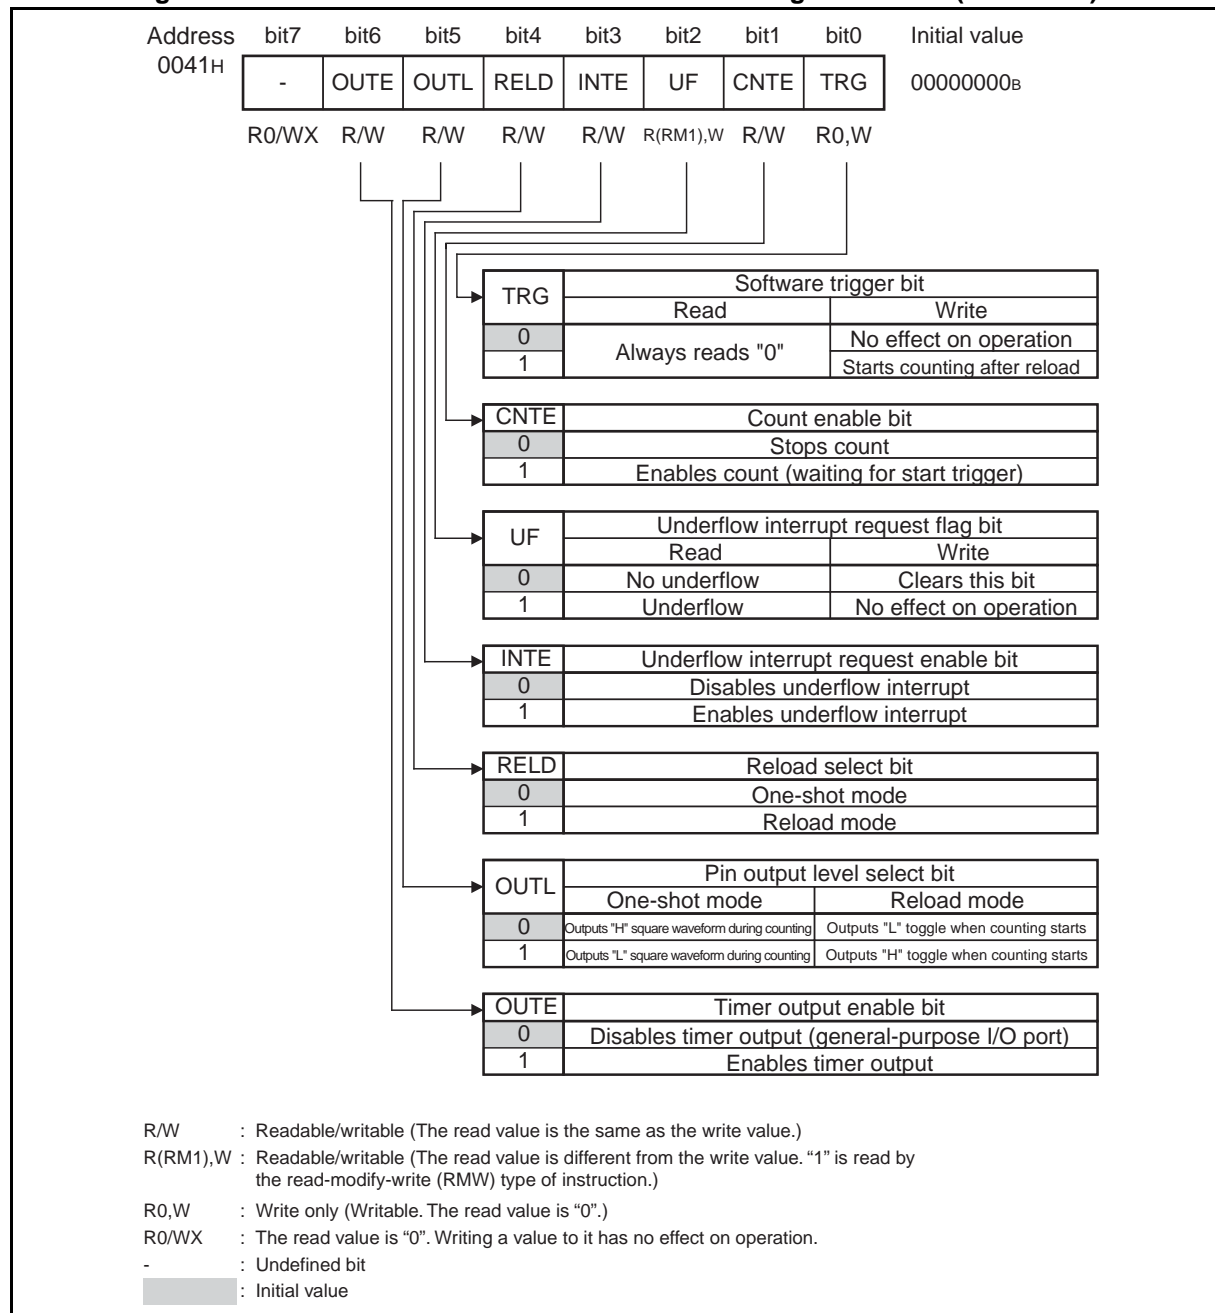 Address bit7 bit6 bit5 bit4 bit3 bit2 bit1 bit0 Initial value
0041H - OUTE OUTL RELD INTE UF CNTE TRG 00000000B
R0/WX R/W R/W R/W R/W R(RM1),W R/W R0,W
TRG Software trigger bit
Read Write
0 Always reads "0" No effect on operation
1 Starts counting after reload
CNTE Count enable bit
0 Stops count
1 Enables count (waiting for start trigger)
UF Underflow interrupt request flag bit
Read Write
0 No underflow Clears this bit
1 Underflow No effect on operation
INTE Underflow interrupt request enable bit
0 Disables underflow interrupt
1 Enables underflow interrupt
RELD Reload select bit
0 One-shot mode
1 Reload mode
OUTL Pin output level select bit
One-shot mode Reload mode
0 Outputs "H" square waveform during counting Outputs "L" toggle when counting starts
1 Outputs "L" square waveform during counting Outputs "H" toggle when counting starts
OUTE Timer output enable bit
0 Disables timer output (general-purpose I/O port)
1 Enables timer output
R/W : Readable/writable (The read value is the same as the write value.)
R(RM1),W : Readable/writable (The read value is different from the write value. “1” is read by
the read-modify-write (RMW) type of instruction.)
R0,W : Write only (Writable. The read value is “0”.)
R0/WX : The read value is “0”. Writing a value to it has no effect on operation.
- : Undefined bit
: Initial value